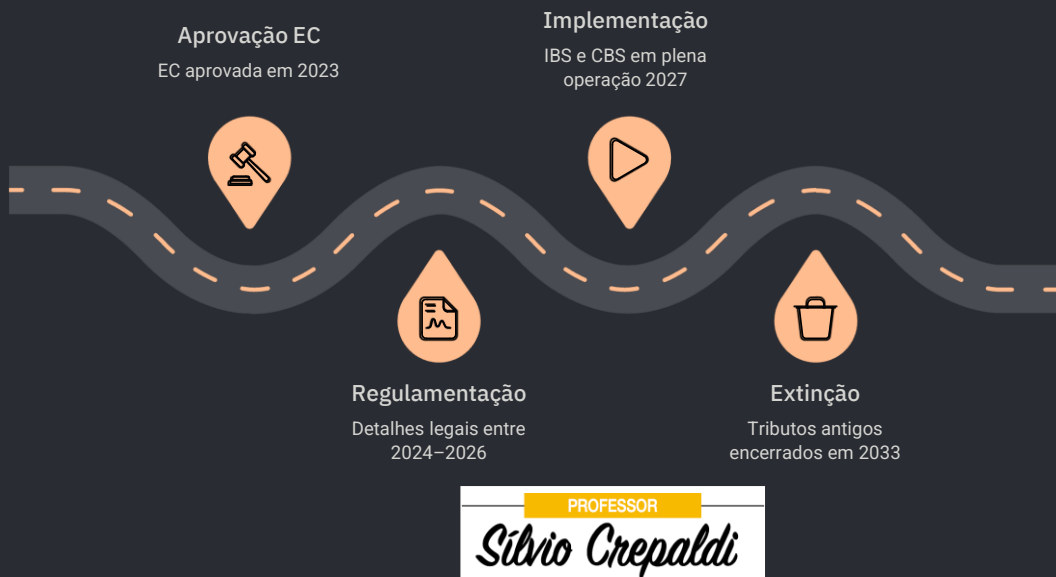 Aprovação EC
EC aprovada em 2023
Implementação
IBS e CBS em plena
operação 2027
Regulamentação
Detalhes legais entre
2024–2026
Extinção
Tributos antigos
encerrados em 2033
PROFESSOR
Sílvio Crepaldi